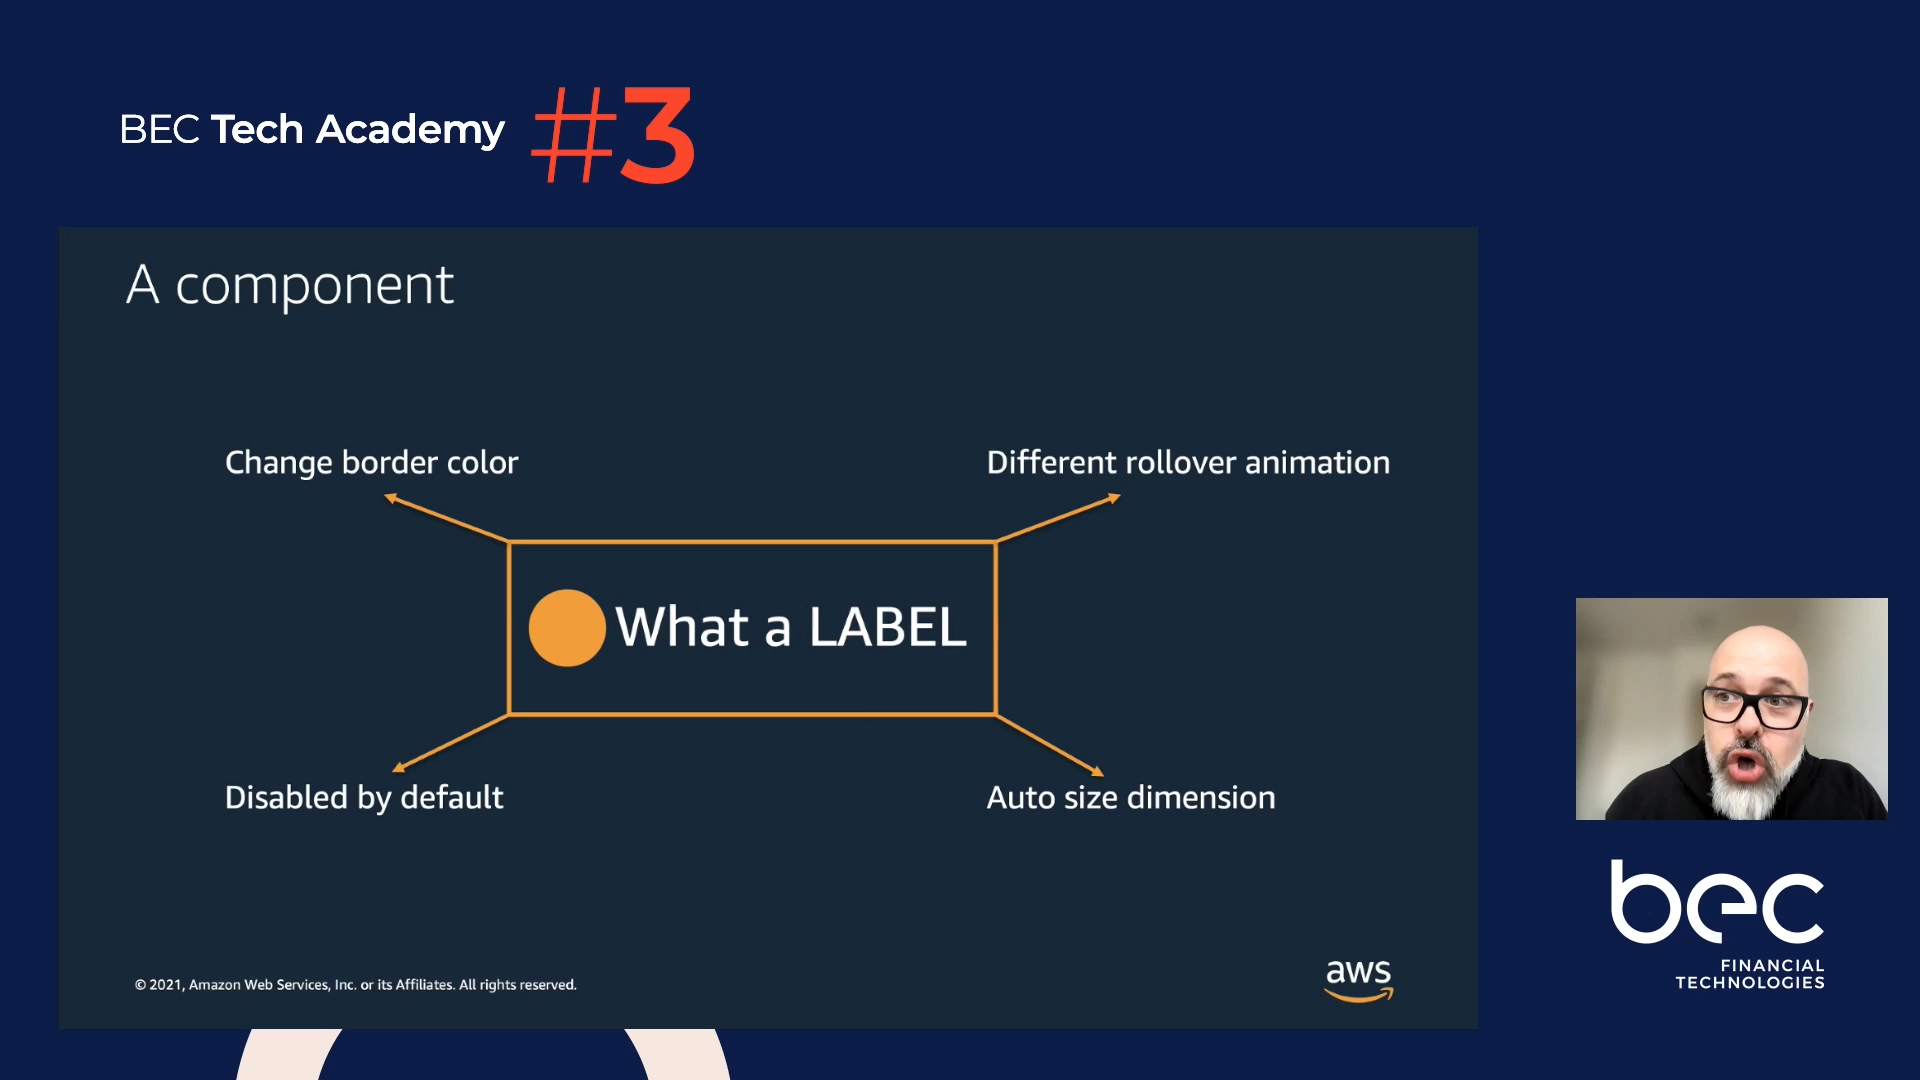 BEC Tech Academy #3
A component
Change border color
Different rollover animation
What a LABEL
Disabled by default
Auto size dimension
© 2021, Amazon Web Services, Inc. or its Affiliates. All rights reserved.
aws
bec
FINANCIAL
TECHNOLOGIES